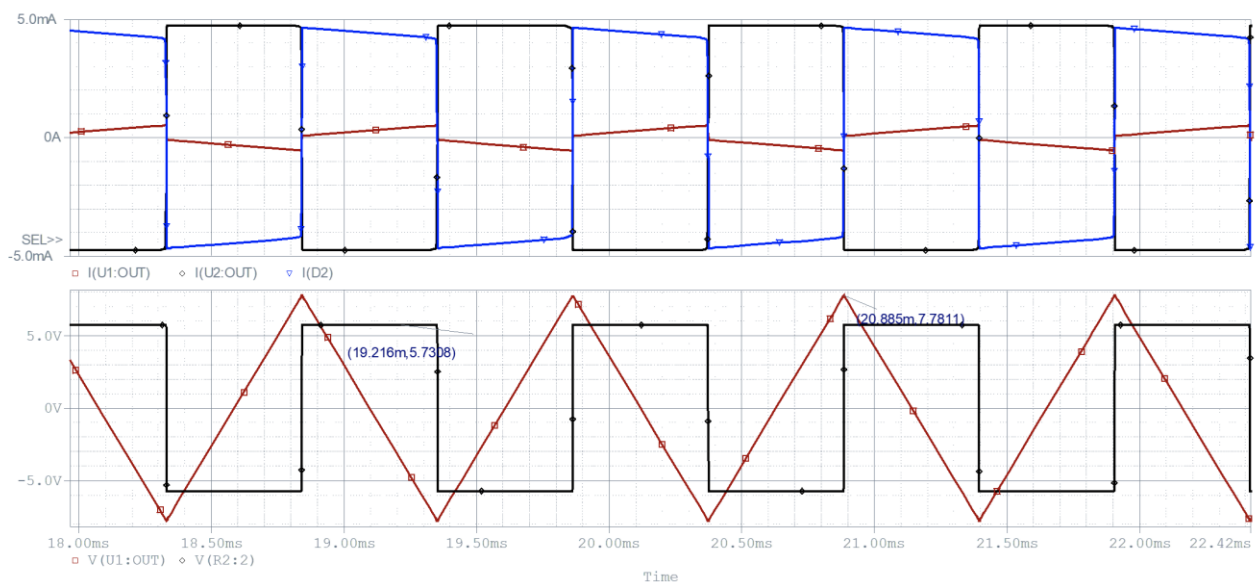 5.0mA
0A
SEL>>
-5.0mA
I(U1:OUT) I(U2:OUT) I(D2)
5.0V
(20.885m,7.7811)
(19.216m,5.7308)
0V
-5.0V
18.00ms 18.50ms 19.00ms 19.50ms 20.00ms 20.50ms 21.00ms 21.50ms 22.00ms 22.42ms
V(U1:OUT) V(R2:2)
Time